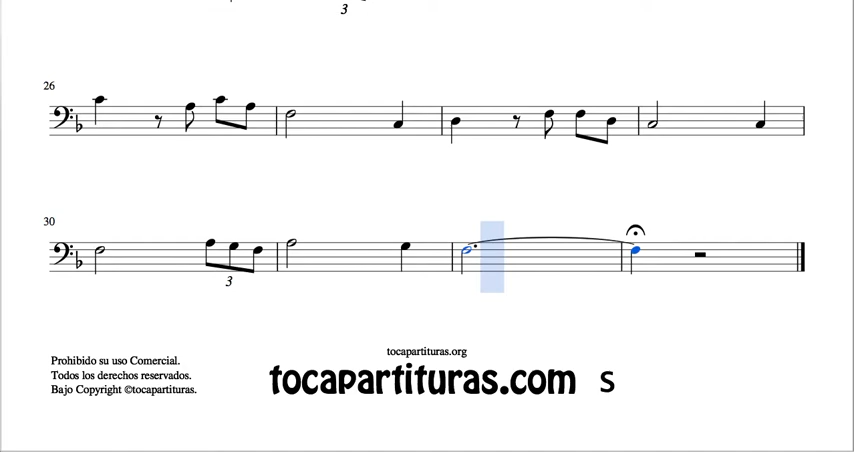 3
26
30
3
tocapartituras.org
Prohibido su uso Comercial.
Todos los derechos reservados.
Bajo Copyright ©tocapartituras.
tocapartituras.com s